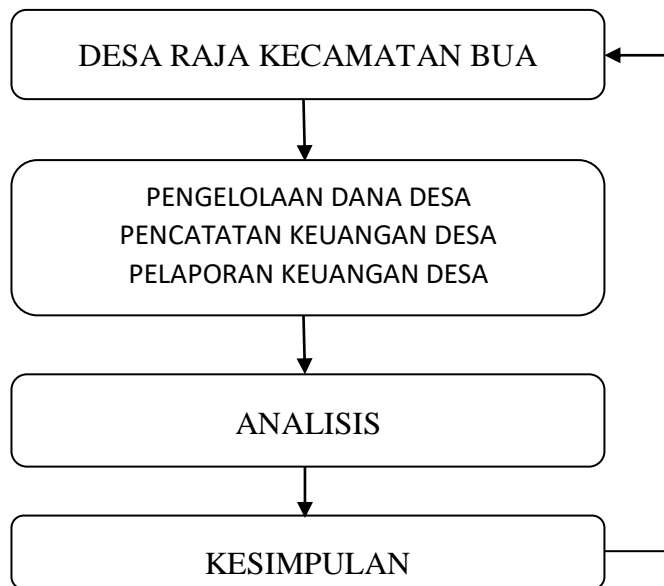 DESA RAJA KECAMATAN BUA
PENGELOLAAN DANA DESA
PENCATATAN KEUANGAN DESA
PELAPORAN KEUANGAN DESA
ANALISIS
KESIMPULAN